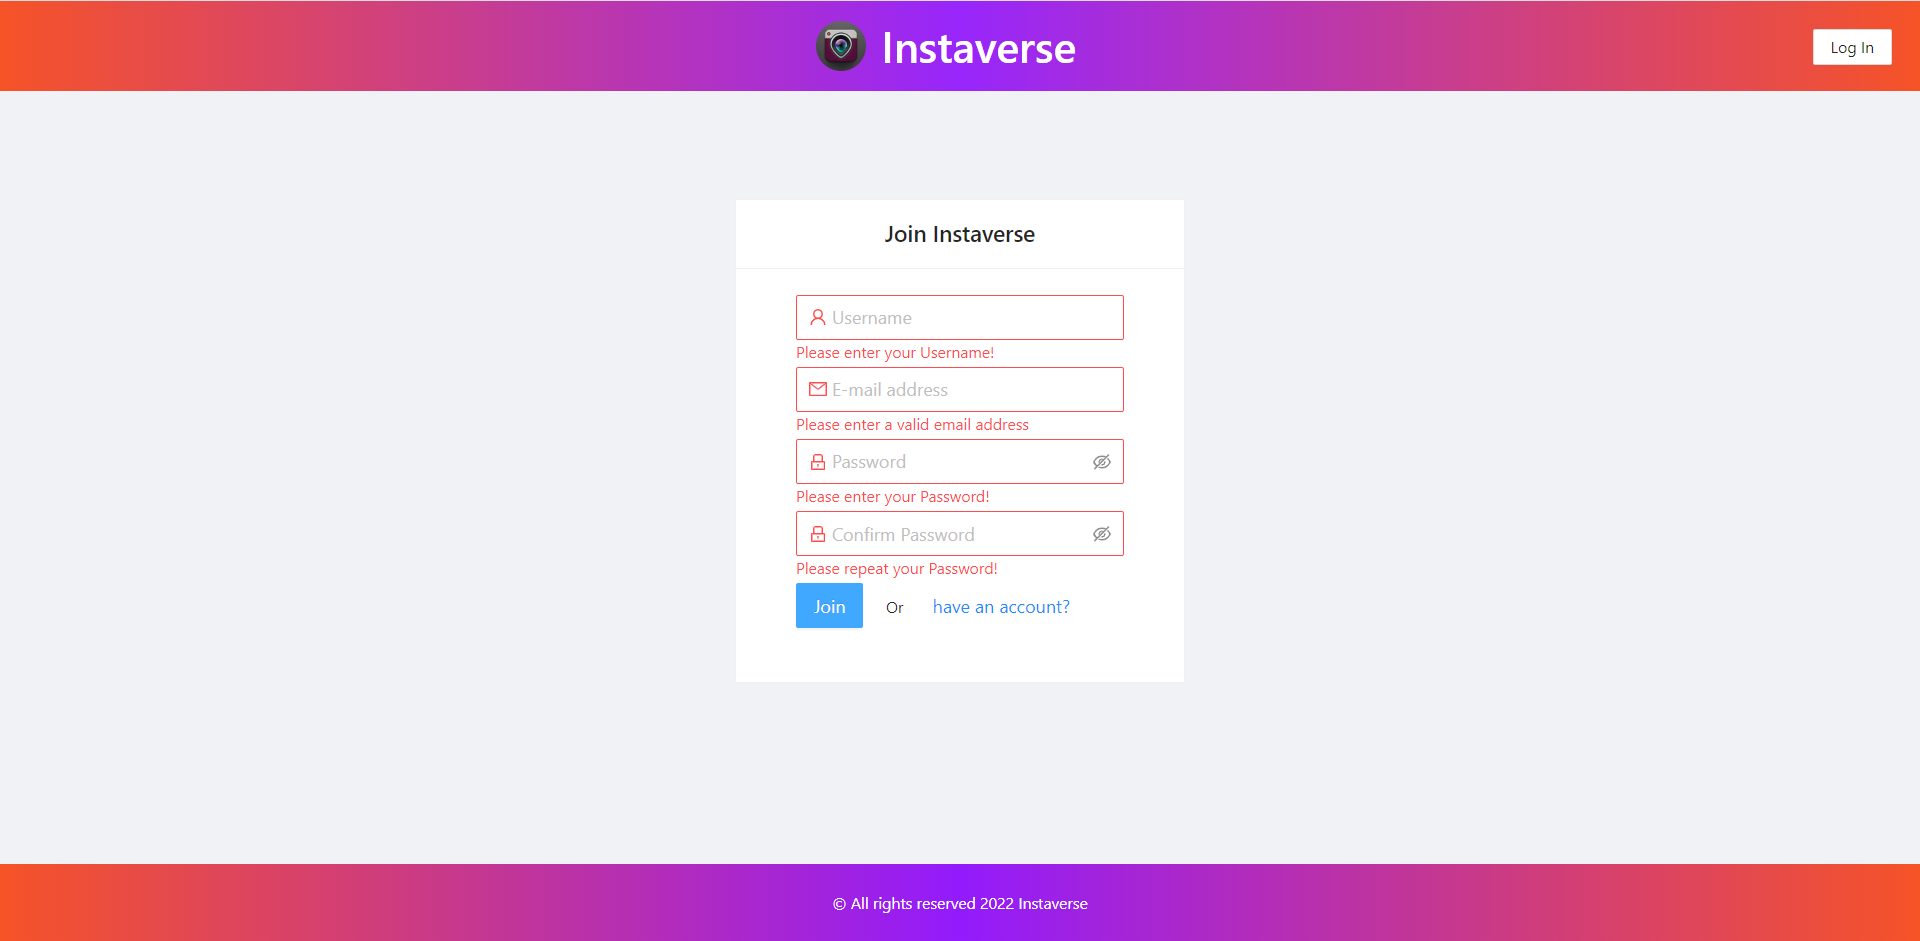 Instaverse
Log In
Join Instaverse
Username
Please enter your Username!
E-mail address
Please enter a valid email address
Password
Please enter your Password!
Confirm Password
Please repeat your Password!
Join Or have an account?
© All rights reserved 2022 Instaverse